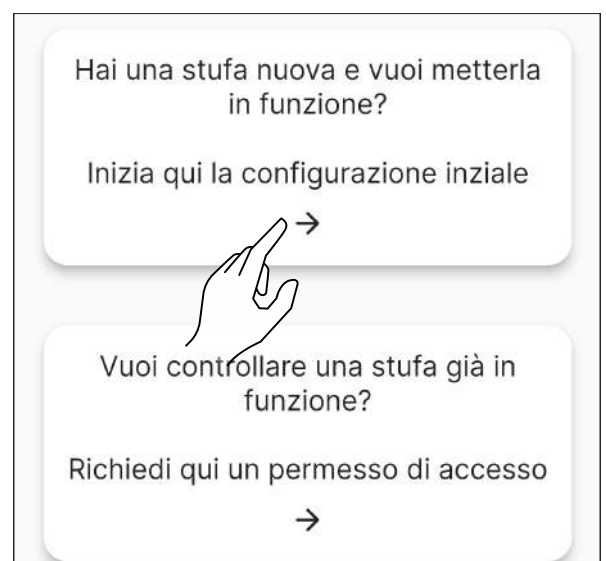 Hai una stufa nuova e vuoi metterla
in funzione?
Inizia qui la configurazione inziale
→
Vuoi controllare una stufa già in
funzione?
Richiedi qui un permesso di accesso
→